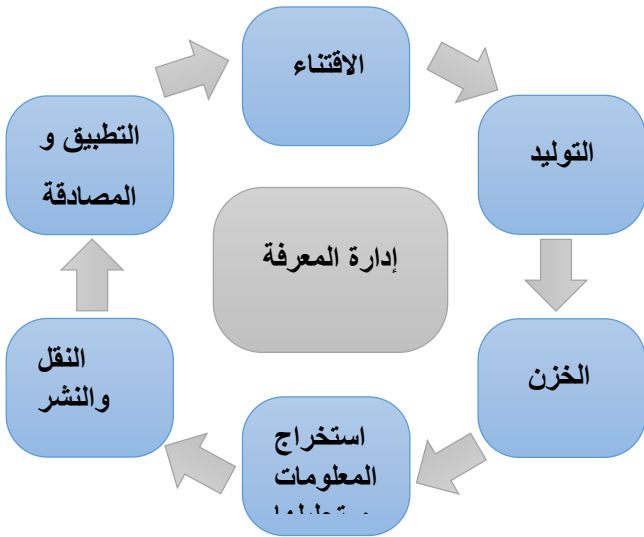 الاقتناء
التوليد
الخزن
استخراج
المعلومات
النقل
والنشر
التطبيق و
المصادقة
إدارة المعرفة